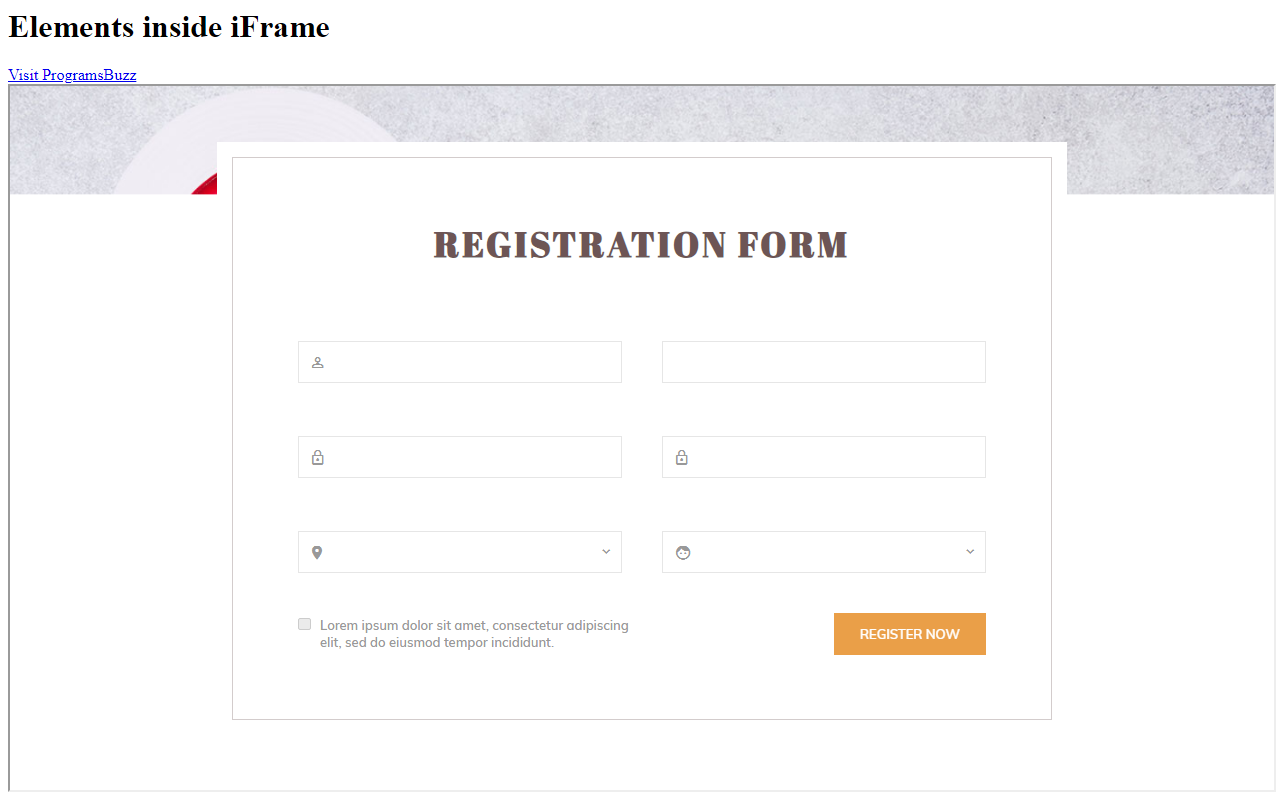 Elements inside iFrame
Visit ProgramsBuzz
REGISTRATION FORM
Lorem ipsum dolor sit amet, consectetur adipiscing
elit, sed do eiusmod tempor incididunt.
REGISTER NOW